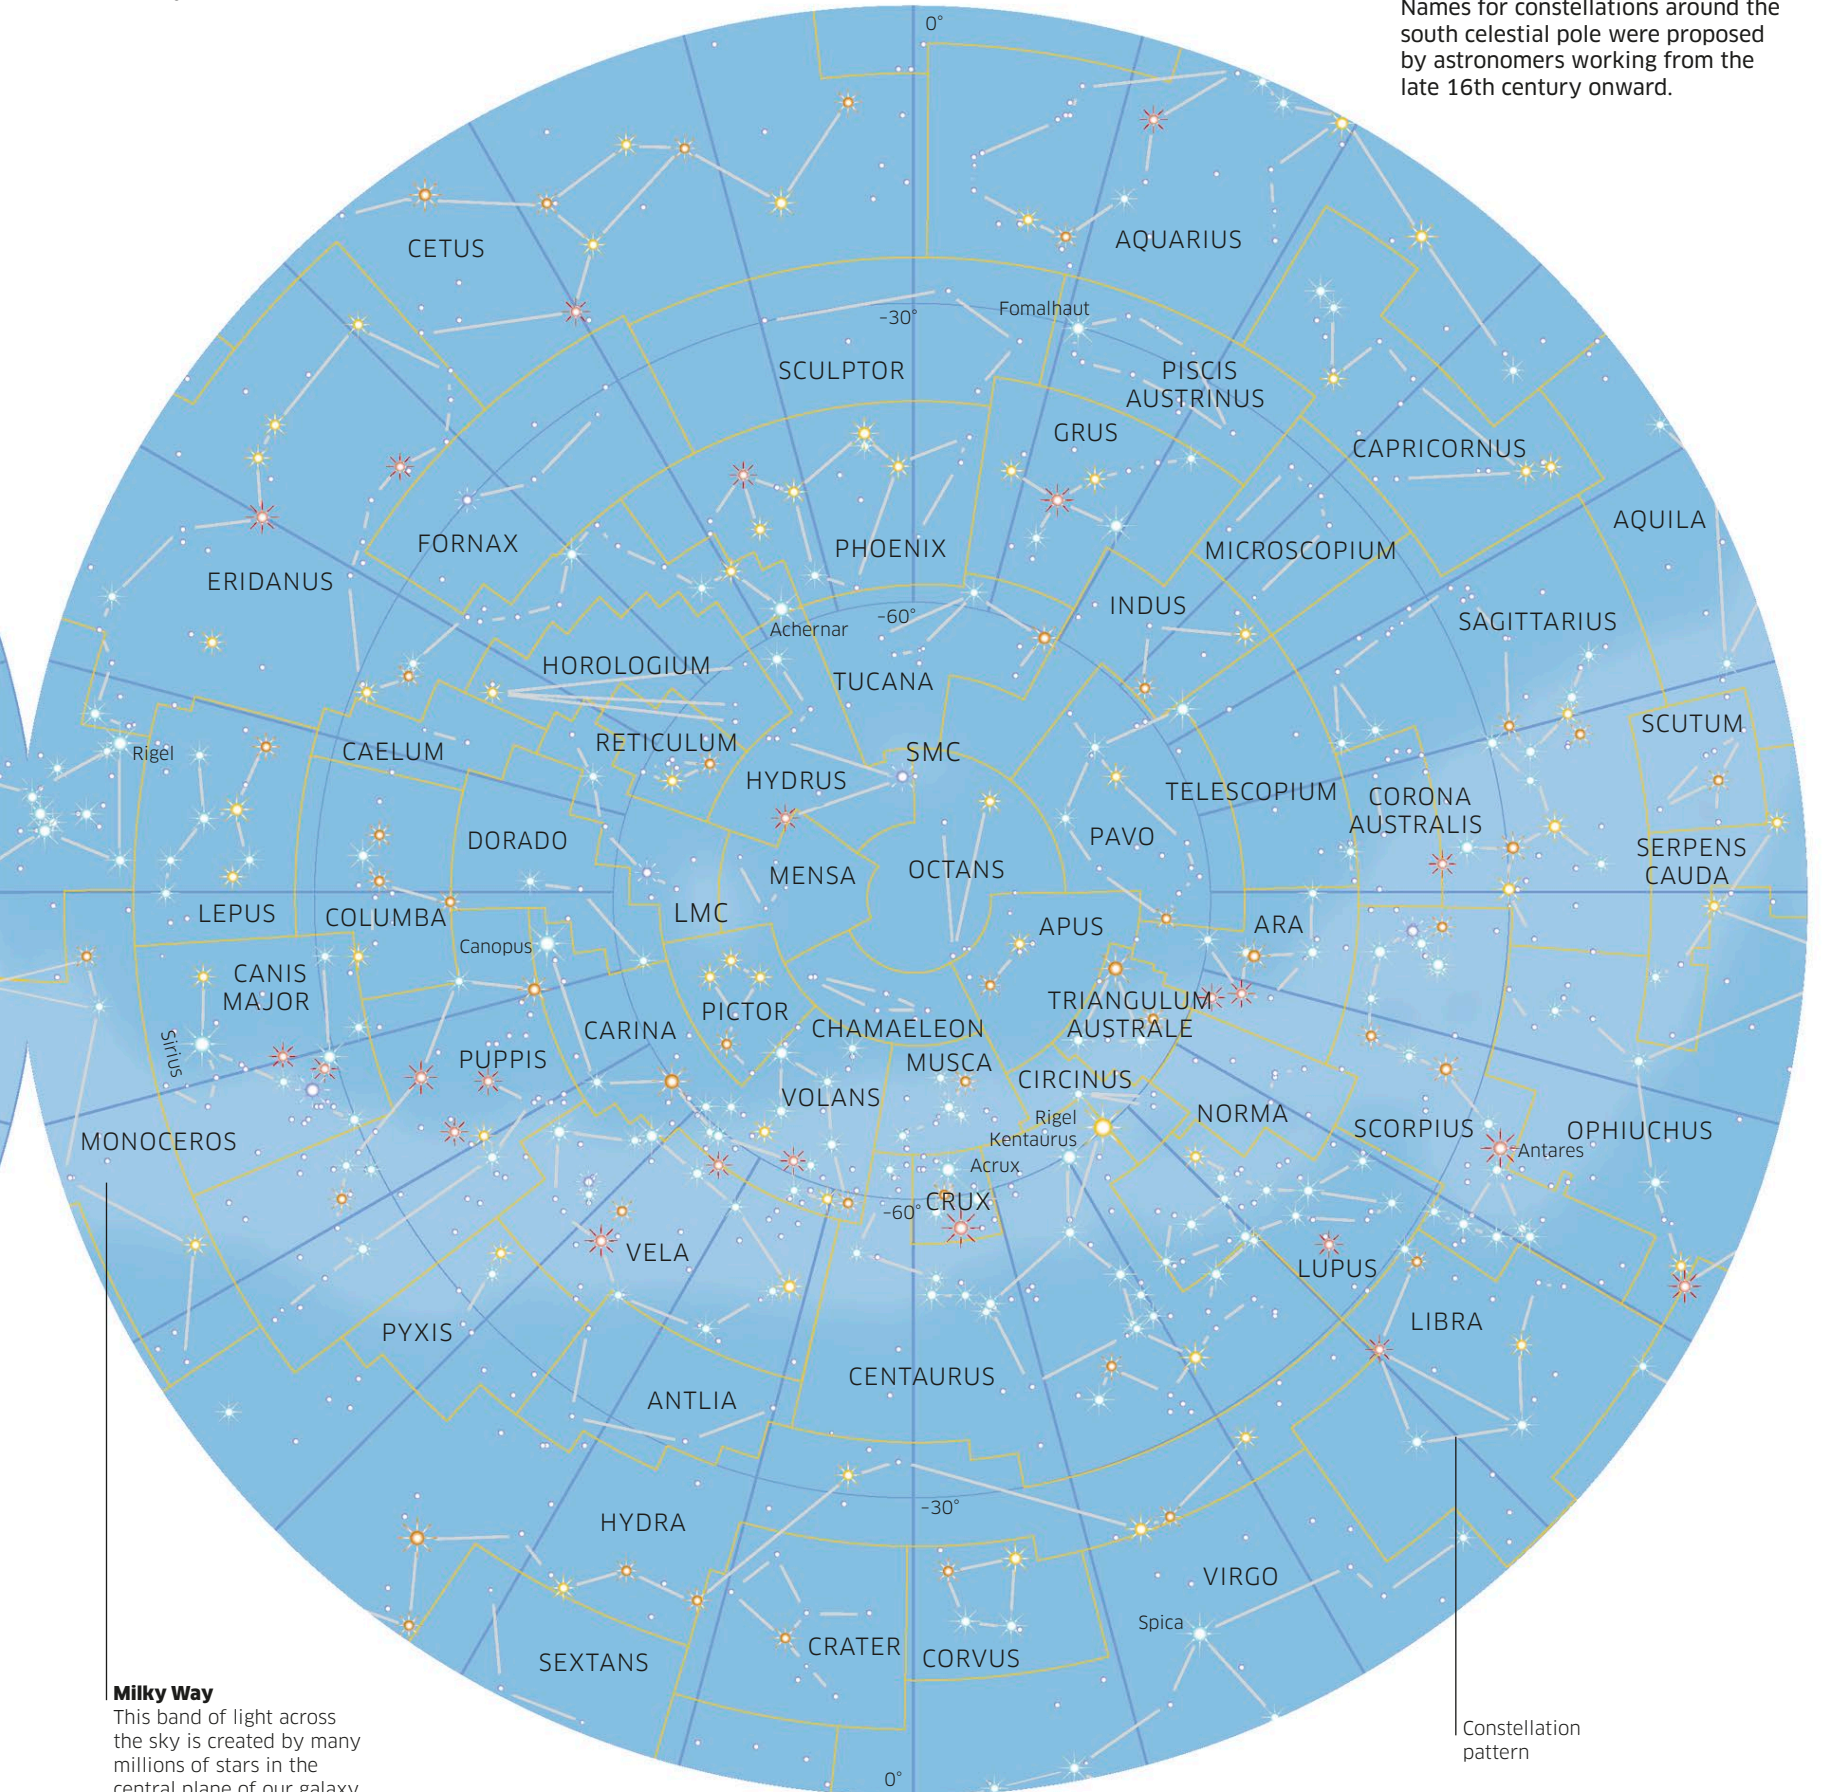 Names for constellations around the
south celestial pole were proposed
by astronomers working from the
late 16th century onward.
0°
CETUS
AQUARIUS
-30°
Fomalhaut
SCULPTOR
PISCIS
AUSTRINUS
GRUS
CAPRICORNUS
AQUILA
FORNAX
PHOENIX
MICROSCOPIUM
ERIDANUS
INDUS
SAGITTARIUS
Achernar
-60°
HOROLOGIUM
TUCANA
SCUTUM
Rigel
CAELUM
RETICULUM
SMC
HYDRUS
TELESCOPIUM
CORONA
AUSTRALIS
DORADO
PAVO
SERPENS
CAUDA
MENSA
OCTANS
LEPUS
COLUMBA
LMC
APUS
ARA
Canopus
CANIS
MAJOR
PICTOR
TRIANGULUM
AUSTRALE
CARINA
CHAMAELEON
Sirius
PUPPIS
MUSCA
CIRCINUS
VOLANS
Rigel
Kentaurus
NORMA
SCORPIUS
OPHIUCHUS
MONOCEROS
Antares
Acrux
-60°
CRUX
VELA
LUPUS
LIBRA
PYXIS
CENTAURUS
ANTLIA
-30°
HYDRA
VIRGO
Spica
CRATER
CORVUS
SEXTANS
Milky Way
This band of light across
the sky is created by many
millions of stars in the
central plane of our galaxy
Constellation
pattern
0°